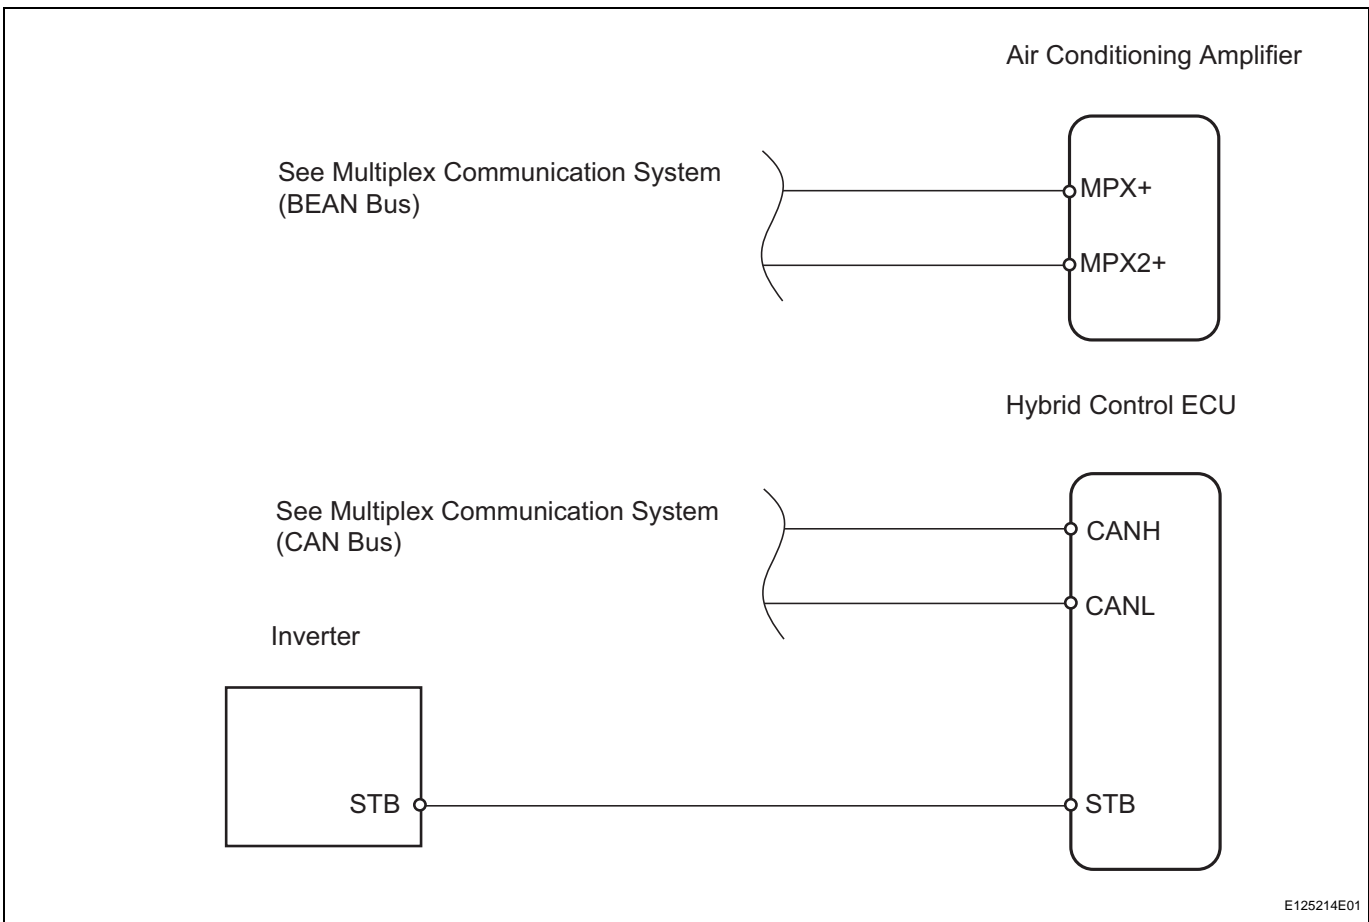 Air Conditioning Amplifier
See Multiplex Communication System
(BEAN Bus)
MPX+
MPX2+
Hybrid Control ECU
See Multiplex Communication System
(CAN Bus)
CANH
CANL
Inverter
STB
STB
E125214E01